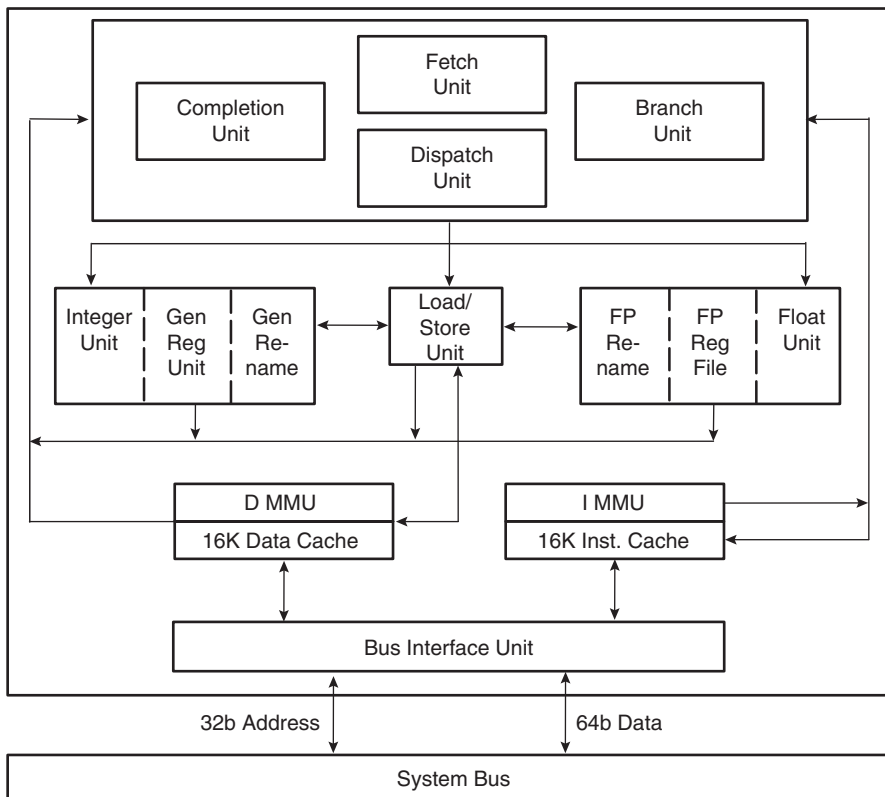 Fetch
Unit
Completion
Unit
Branch
Unit
Dispatch
Unit
Integer
Unit
Gen
Reg
Unit
Gen
Re-
name
Load/
Store
Unit
FP
Re-
name
FP
Reg
File
Float
Unit
D MMU
16K Data Cache
I MMU
16K Inst. Cache
Bus Interface Unit
32b Address
64b Data
System Bus